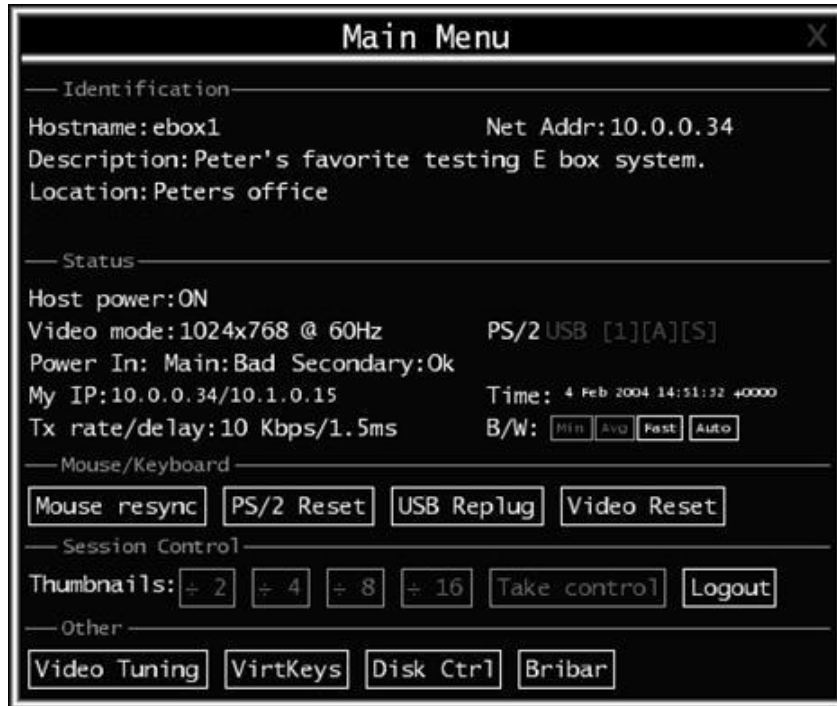 Main Menu X
Identification
Hostname:ebox1 Net Addr:10.0.0.34
Description:Peter's favorite testing E box system.
Location:Peters office
Status
Host power:ON
Video mode:1024x768 @ 60Hz PS/2 USB [1][A][S]
Power In: Main:Bad Secondary:Ok
My IP:10.0.0.34/10.1.0.15 Time: 4 Feb 2004 14:51:32 +0000
Tx rate/delay:10 Kbps/1.5ms B/W: Min Avg Fast Auto
Mouse/Keyboard
Mouse resync PS/2 Reset USB Replug Video Reset
Session Control
Thumbnails: ÷ 2 ÷ 4 ÷ 8 ÷ 16 Take control Logout
Other
Video Tuning VirtKeys Disk Ctrl Bribar